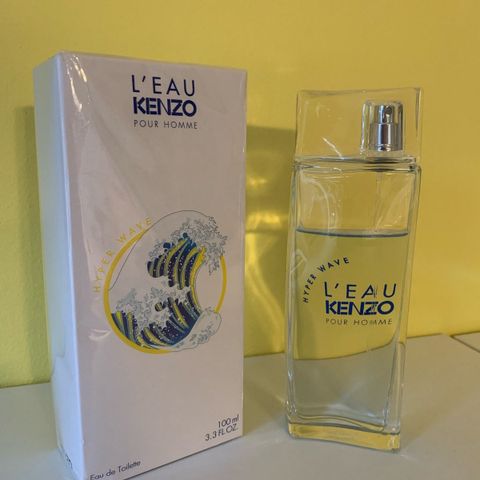 L'EAU
KENZO
POUR HOMME
HYPER WAVE
100 ml
3.3 FL.OZ.
Eau de Toilette
HYPER WAVE
L'EAU
KENZO
POUR HOMME